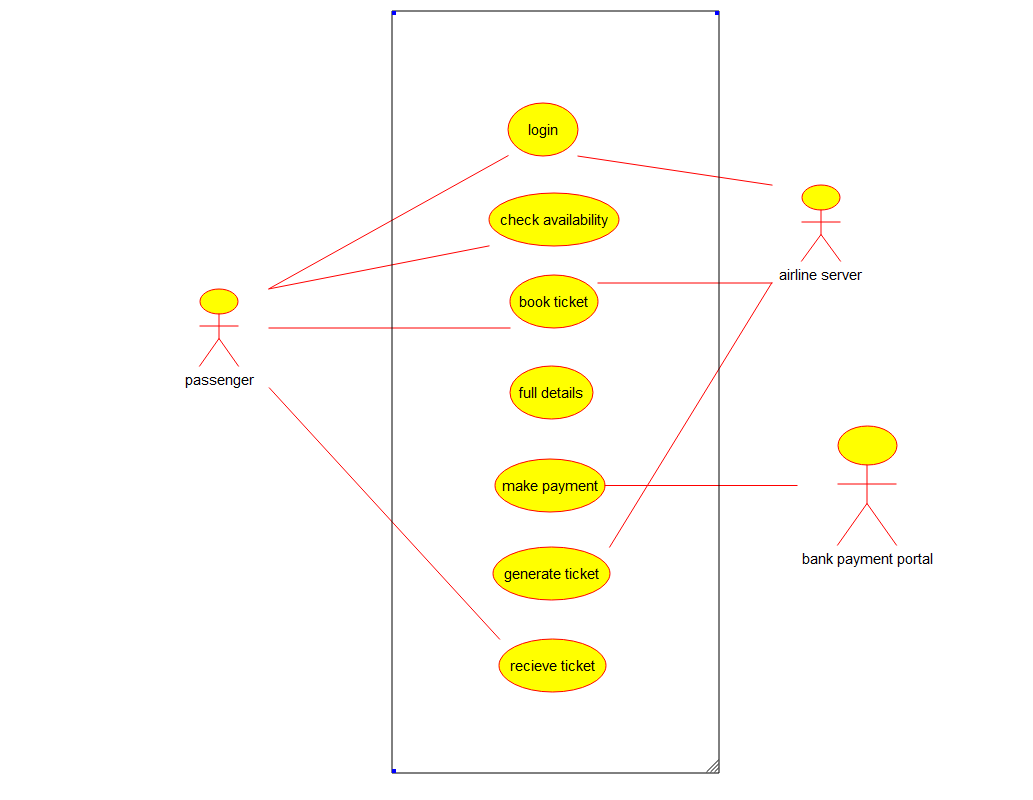 login
check availability
airline server
book ticket
passenger
full details
make payment
bank payment portal
generate ticket
recieve ticket